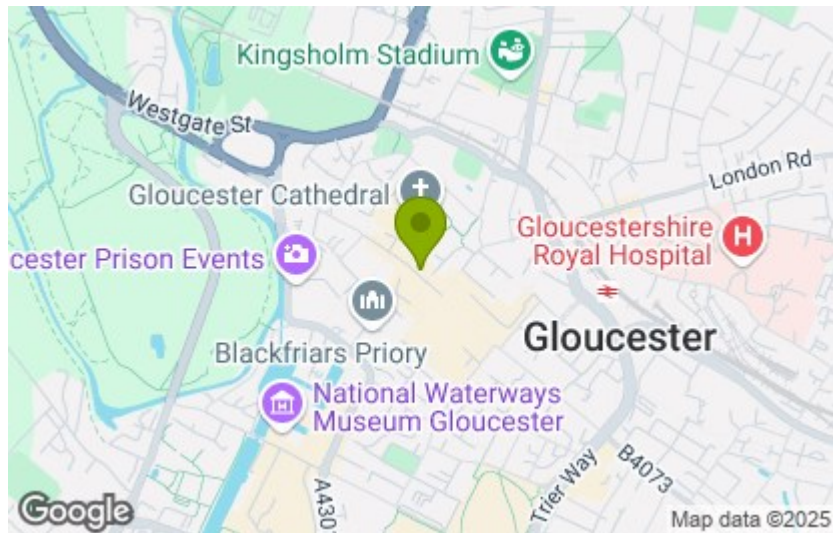 Kingsholm Stadium
Westgate St
London Rd
Gloucester Cathedral
Gloucestershire
Royal Hospital
H
cester Prison Events
Gloucester
Blackfriars Priory
National Waterways
Museum Gloucester
Trier Way
B4073
A4301
Google
Map data ©2025